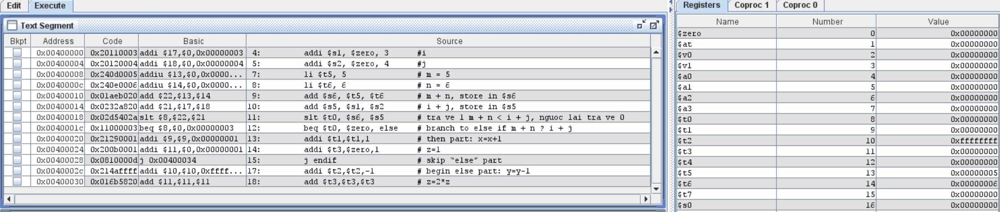 Edit Execute
Text Segment
Bkpt Address Code Basic Source
0x00400000 0x20110003 addi $17,$0,0x00000003 4: addi $s1, $zero, 3 #i
0x00400004 0x20120004 addi $18,$0,0x00000004 5: addi $s2, $zero, 4 #j
0x00400008 0x240d0005 addiu $13,$0,0x0000... 7: li $t5, 5 # m = 5
0x0040000c 0x240e0006 addiu $14,$0,0x0000... 8: li $t6, 6 # n = 6
0x00400010 0x01aeb020 add $22,$13,$14 9: add $s6, $t5, $t6 # m + n, store in $s6
0x00400014 0x0232a820 add $21,$17,$18 10: add $s5, $s1, $s2 # i + j, store in $s5
0x00400018 0x02d5402a slt $8,$22,$21 11: slt $t0, $s6, $s5 # tra ve 1 m + n < i + j, nguoc lai tra ve 0
0x0040001c 0x11000003 beq $8,$0,0x00000003 12: beq $t0, $zero, else # branch to else if m + n ? i + j
0x00400020 0x21290001 addi $9,$9,0x00000001 13: addi $t1,$t1,1 # then part: x=x+1
0x00400024 0x200b0001 addi $11,$0,0x00000001 14: addi $t3,$zero,1 # z=1
0x00400028 0x0810000d j 0x00400034 15: j endif # skip “else” part
0x0040002c 0x214affff addi $10,$10,0xffff... 17: addi $t2,$t2,-1 # begin else part: y=y-1
0x00400030 0x016b5820 add $11,$11,$11 18: add $t3,$t3,$t3 # z=2*z
Registers Coproc 1 Coproc 0
Name Number Value
$zero 0 0x00000000
$at 1 0x00000000
$v0 2 0x00000000
$v1 3 0x00000000
$a0 4 0x00000000
$a1 5 0x00000000
$a2 6 0x00000000
$a3 7 0x00000000
$t0 8 0x00000000
$t1 9 0x00000000
$t2 10 0xffffffff
$t3 11 0x00000000
$t4 12 0x00000000
$t5 13 0x00000005
$t6 14 0x00000006
$t7 15 0x00000000
$s0 16 0x00000000